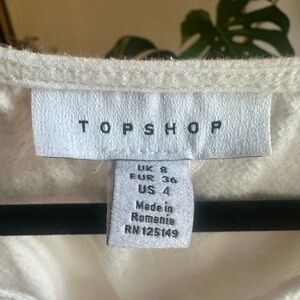 TOPSHOP
UK 8
EUR 36
US 4
Made in
Romania
RN 125149